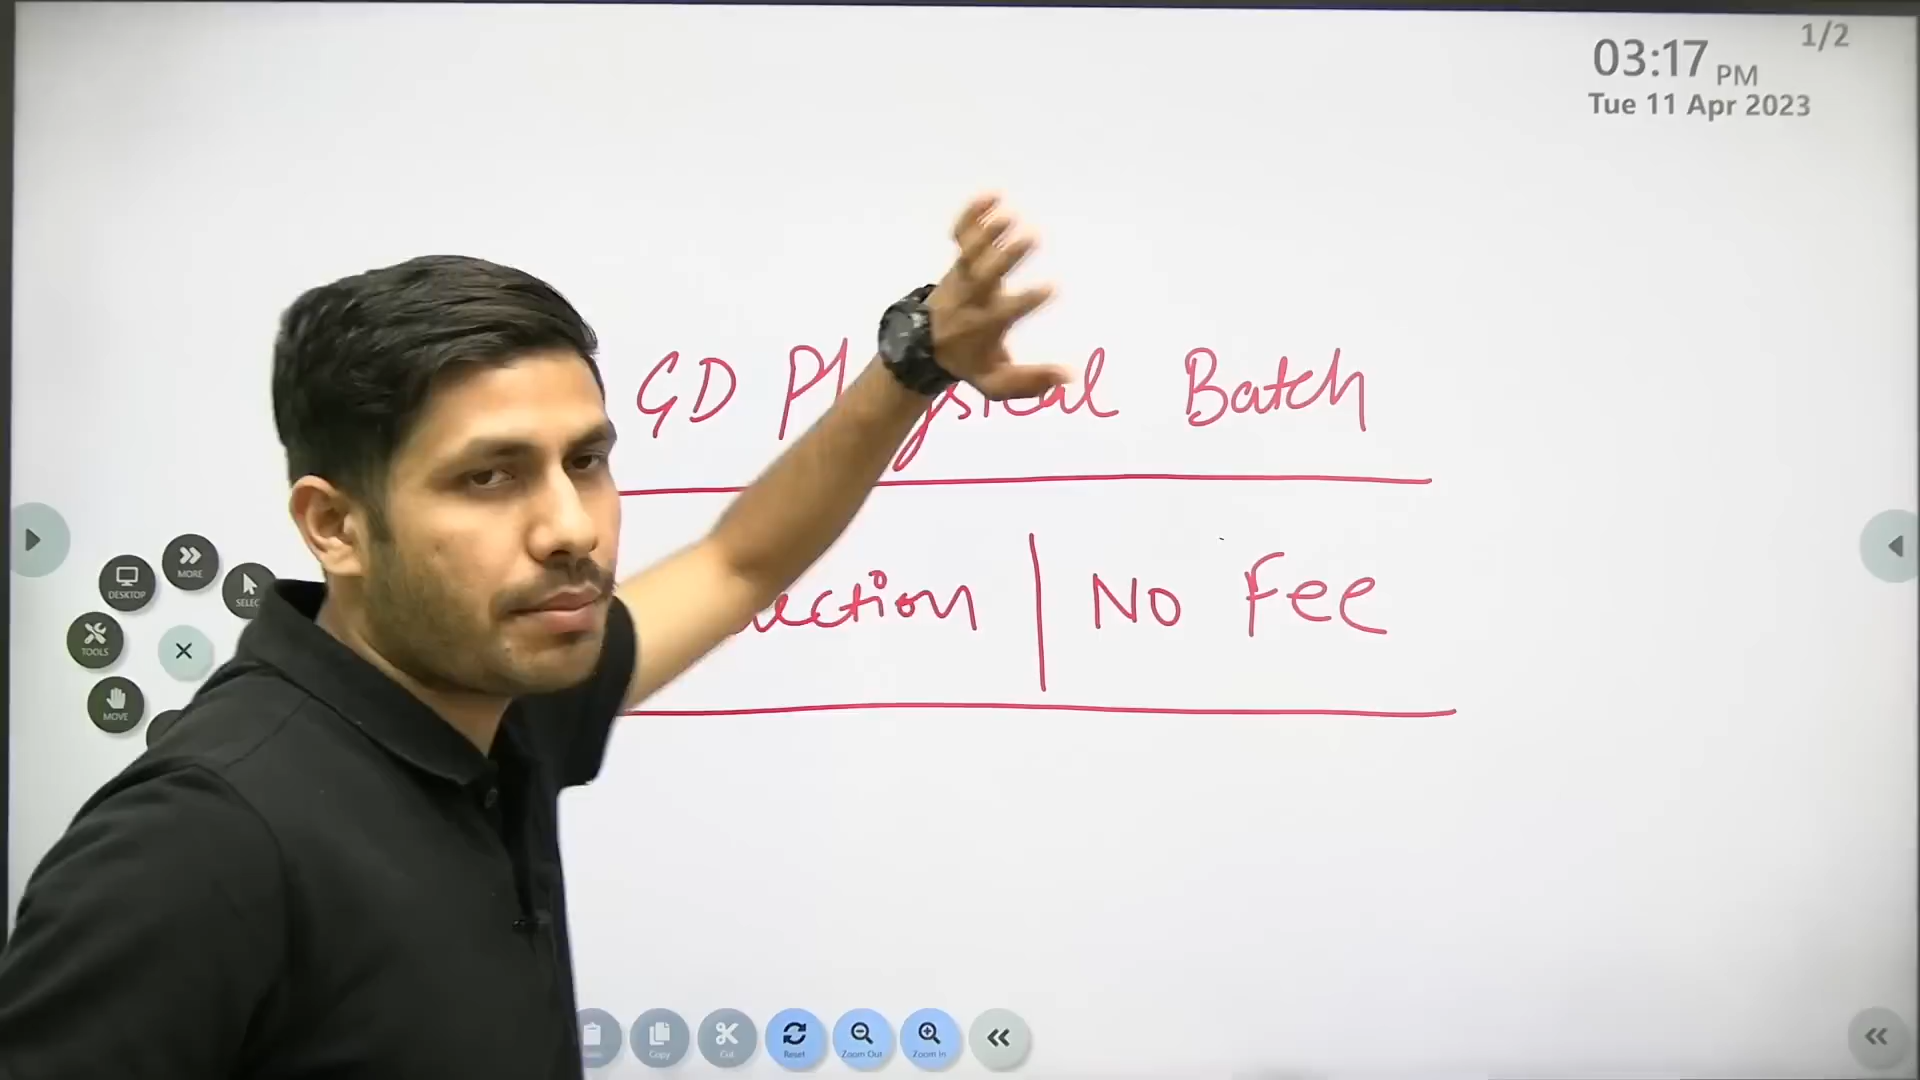 1/2
03:17 PM
Tue 11 Apr 2023
GD Physical Batch
No Fee
MORE
DESKTOP
TOOLS
MOVE
Copy
Cut
Reset
Zoom Out
Zoom In